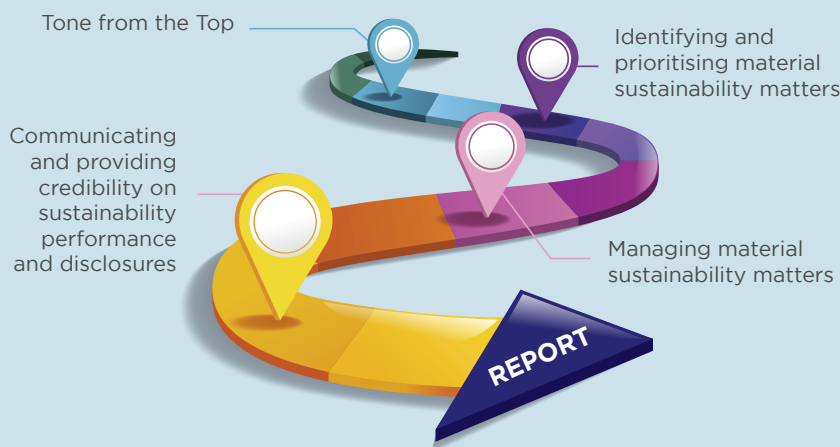 Tone from the Top
Identifying and
prioritising material
sustainability matters
Communicating
and providing
credibility on
sustainability
performance
and disclosures
Managing material
sustainability matters
REPORT